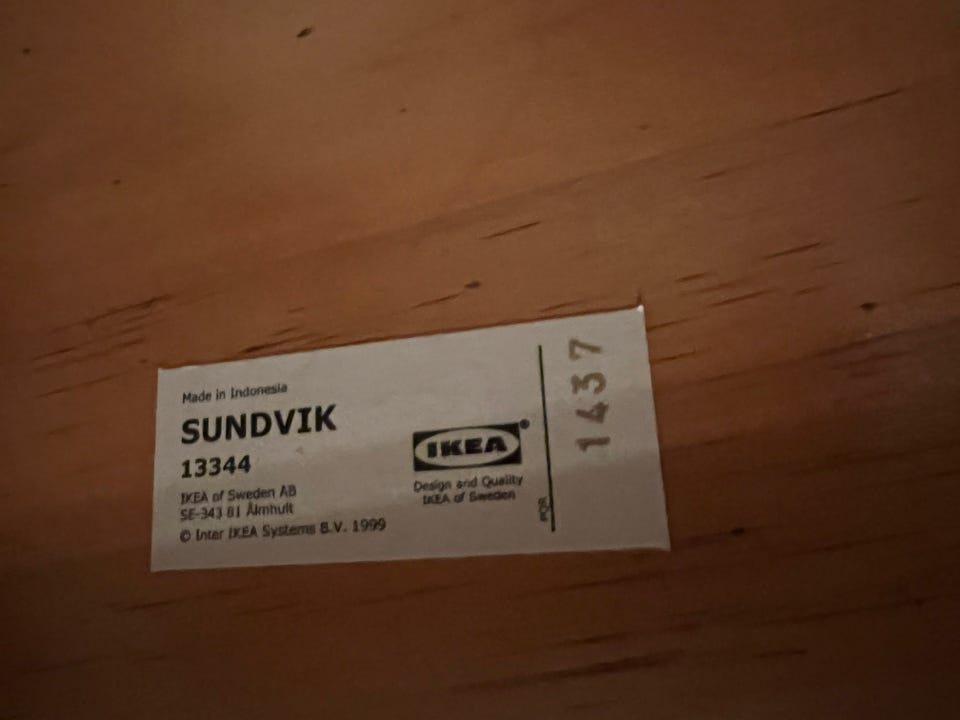 Made in Indonesia
SUNDVIK
13344
IKEA of Sweden AB
SE-343 81 Älmhult
© Inter IKEA Systems B.V. 1999
IKEA®
Design and Quality
IKEA of Sweden
PQR
1437